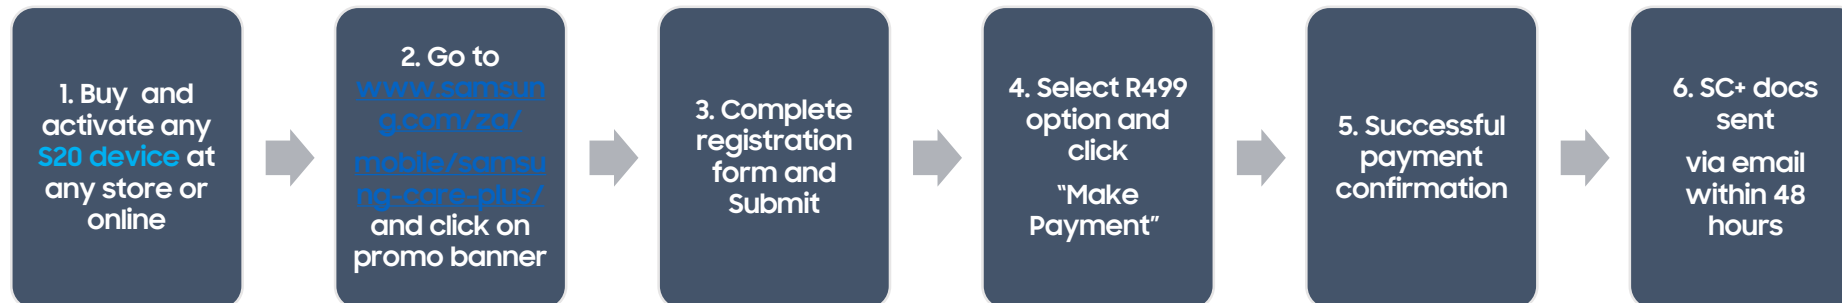 1. Buy and
activate any
S20 device at
any store or
online
2. Go to
www.samsun
g.com/za/
mobile/samsu
ng-care-plus/
and click on
promo banner
3. Complete
registration
form and
Submit
4. Select R499
option and
click
“Make
Payment”
5. Successful
payment
confirmation
6. SC+ docs
sent
via email
within 48
hours